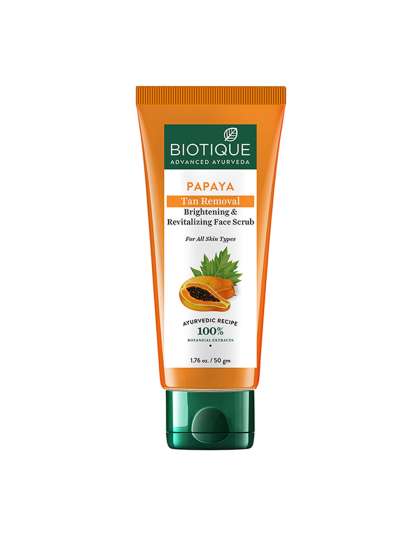 BIOTIQUE
ADVANCED AYURVEDA
PAPAYA
Tan Removal
Brightening &
Revitalizing Face Scrub
For All Skin Types
AYURVEDIC RECIPE
100%
BOTANICAL EXTRACTS
1.76 oz. / 50 gm